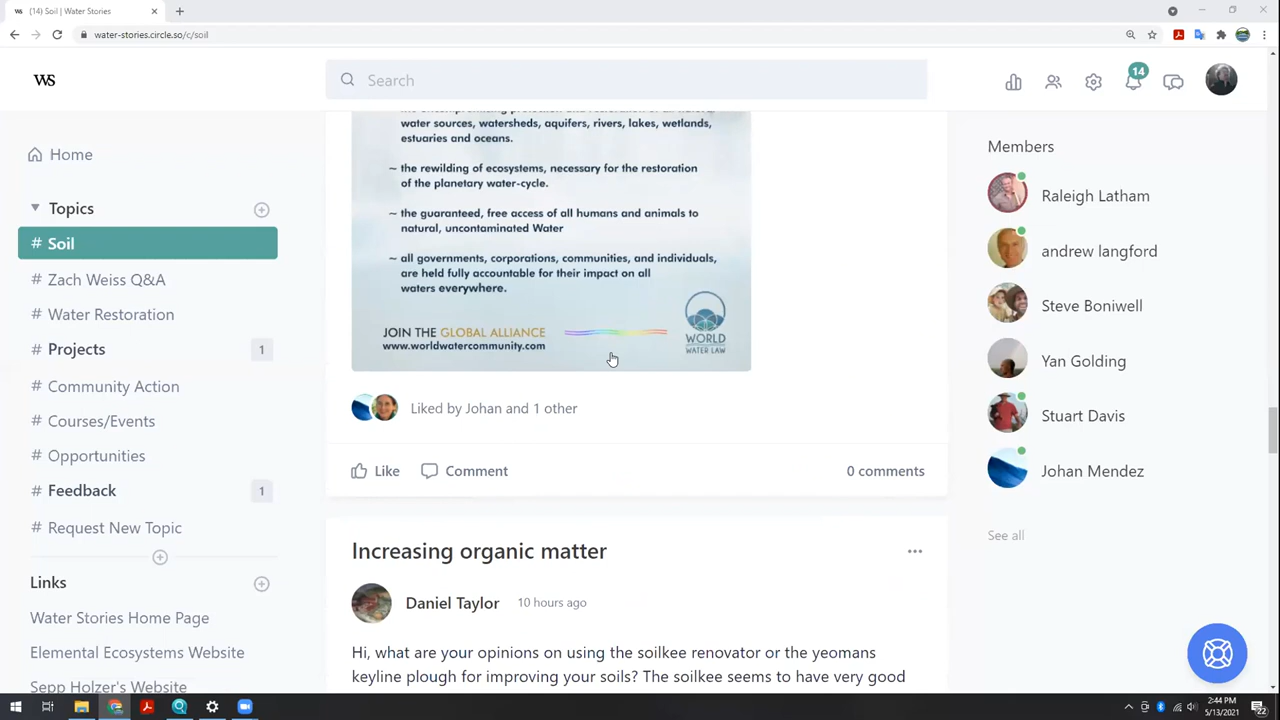 (14) Soil | Water Stories
water-stories.circle.so/c/soil
WS
Search
14
Home
Topics
# Soil
# Zach Weiss Q&A
# Water Restoration
# Projects 1
# Community Action
# Courses/Events
# Opportunities
# Feedback 1
# Request New Topic
Links
Water Stories Home Page
Elemental Ecosystems Website
Sepp Holzer's Website
water sources, watersheds, aquifers, rivers, lakes, wetlands,
estuaries and oceans.
~ the rewilding of ecosystems, necessary for the restoration
of the planetary water-cycle.
~ the guaranteed, free access of all humans and animals to
natural, uncontaminated Water
~ all governments, corporations, communities, and individuals,
are held fully accountable for their impact on all
waters everywhere.
JOIN THE GLOBAL ALLIANCE
www.worldwatercommunity.com
WORLD
WATER LAW
Liked by Johan and 1 other
Like Comment 0 comments
Increasing organic matter
Daniel Taylor 10 hours ago
Hi, what are your opinions on using the soilkee renovator or the yeomans
keyline plough for improving your soils? The soilkee seems to have very good
Members
Raleigh Latham
andrew langford
Steve Boniwell
Yan Golding
Stuart Davis
Johan Mendez
See all
2:44 PM
5/13/2021
22